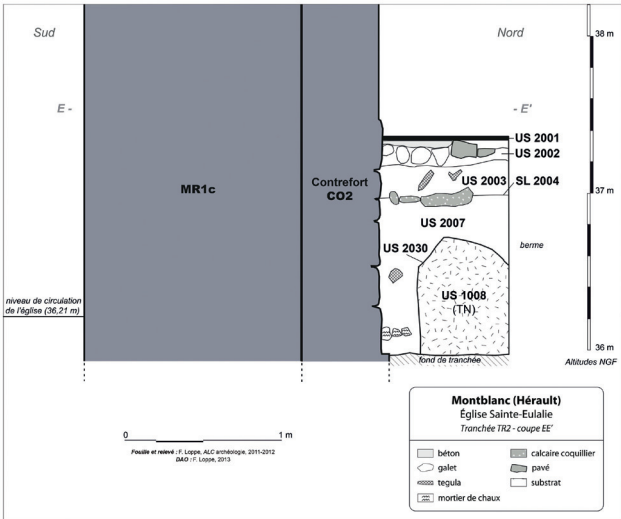 Sud
Nord
38 m
E -
- E'
US 2001
US 2002
MR1c
Contrefort
CO2
US 2003
SL 2004
37 m
US 2007
US 2030
berme
US 1008
(TN)
niveau de circulation
de l'église (36,21 m)
36 m
fond de tranchée
Altitudes NGF
0
1 m
Fouille et relevé : F. Loppe, ALC archéologie, 2011-2012
DAO : F. Loppe, 2013
Montblanc (Hérault)
Église Sainte-Eulalie
Tranchée TR2 - coupe EE'
béton
calcaire coquillier
galet
pavé
tegula
substrat
mortier de chaux